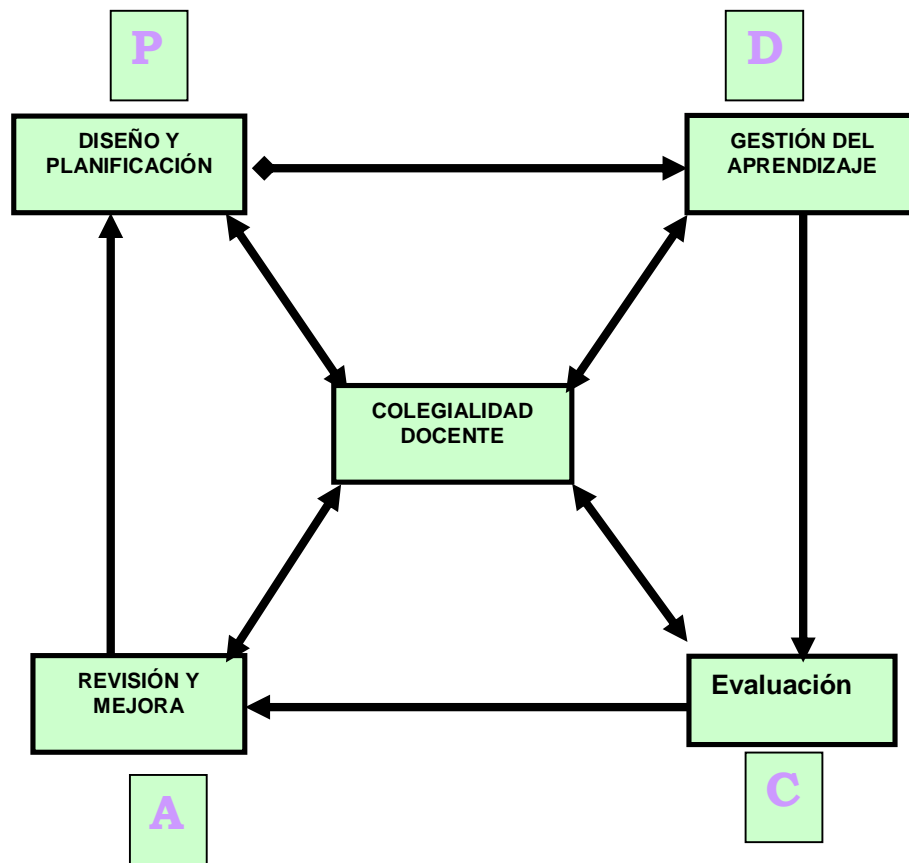 P
D
DISEÑO Y
PLANIFICACIÓN
GESTIÓN DEL
APRENDIZAJE
COLEGIALIDAD
DOCENTE
REVISIÓN Y
MEJORA
Evaluación
A
C